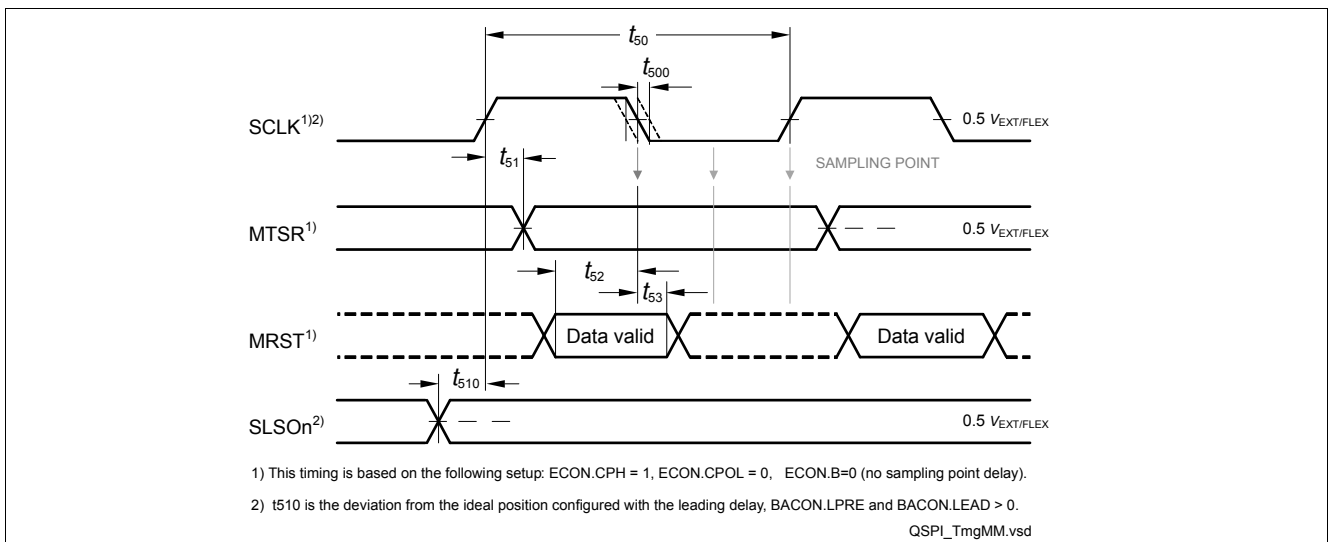 t50
t500
SCLK1)2)
0.5 VEXT/FLEX
t51
SAMPLING POINT
MTSR1)
0.5 VEXT/FLEX
t52
t53
MRST1)
Data valid
Data valid
t510
SLSOn2)
0.5 VEXT/FLEX
1) This timing is based on the following setup: ECON.CPH = 1, ECON.CPOL = 0, ECON.B=0 (no sampling point delay).
2) t510 is the deviation from the ideal position configured with the leading delay, BACON.LPRE and BACON.LEAD > 0.
QSPI_TmgMM.vsd